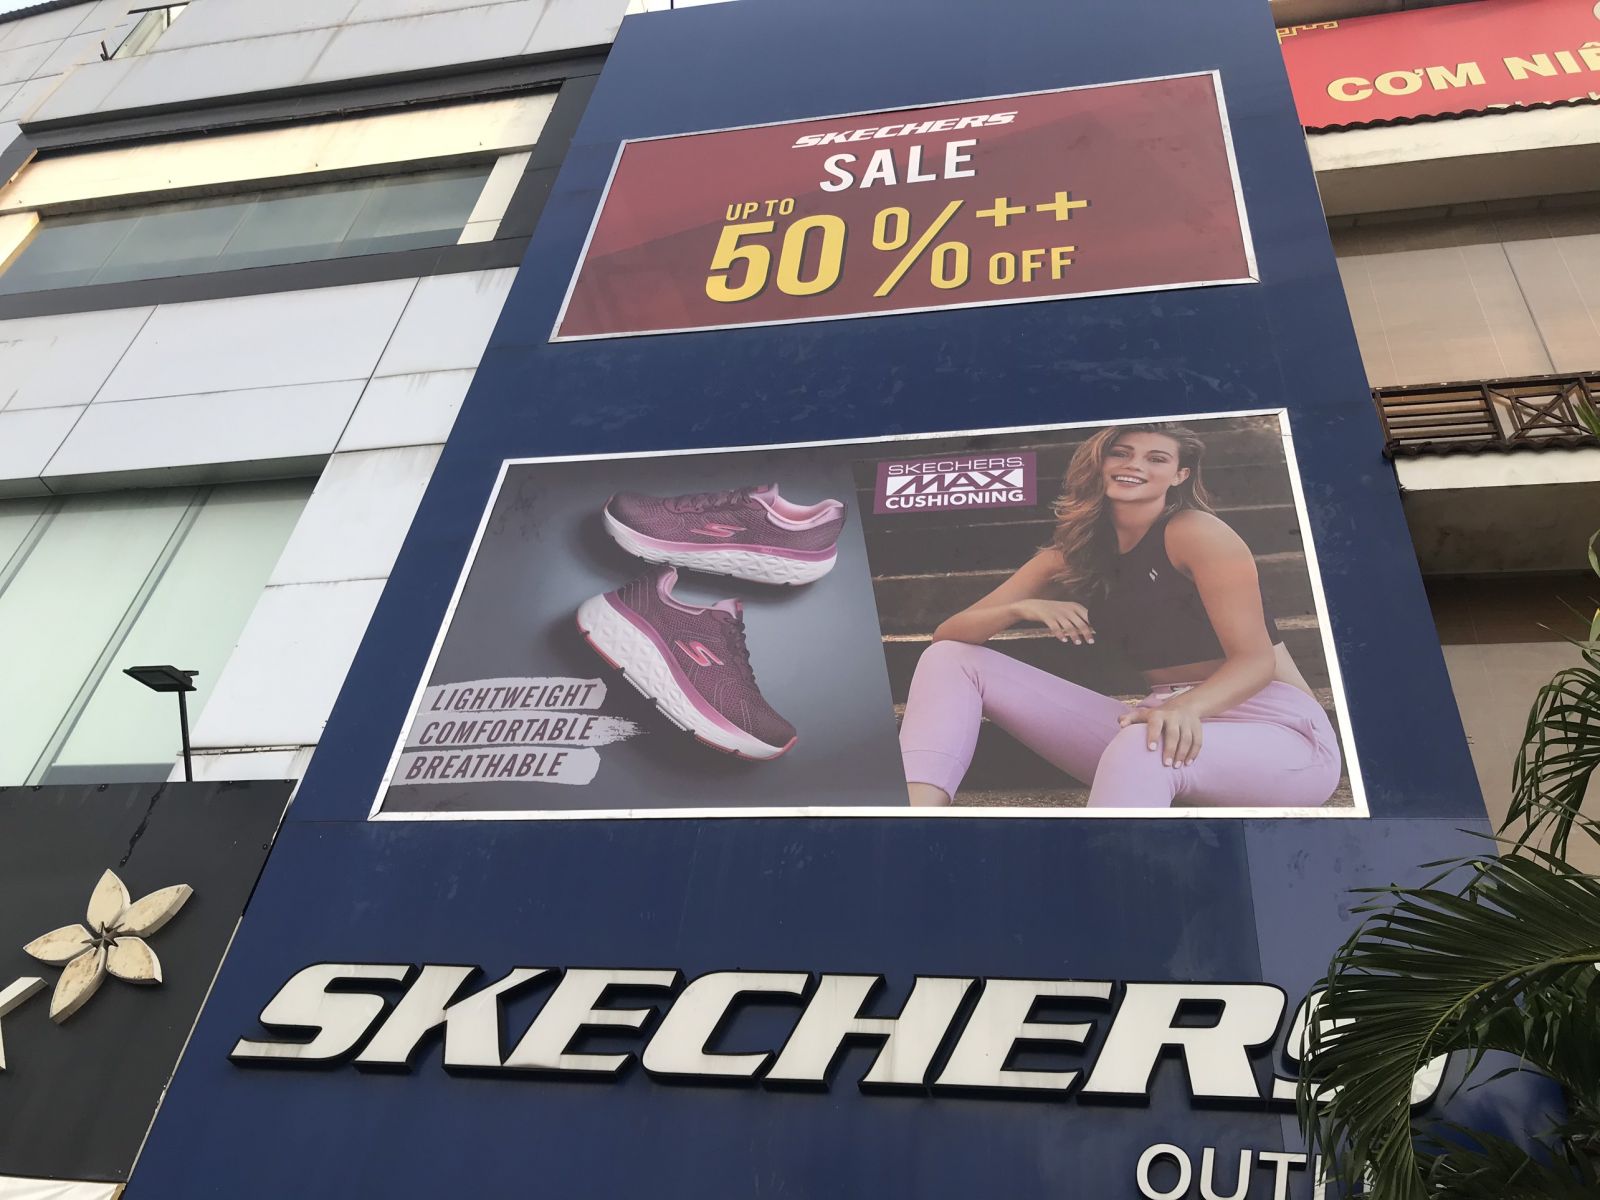 CƠM NIÊ
SKECHERS
SALE
UP TO
50%++ OFF
SKECHERS
MAX
CUSHIONING
LIGHTWEIGHT
COMFORTABLE
BREATHABLE
SKECHERS
OUT